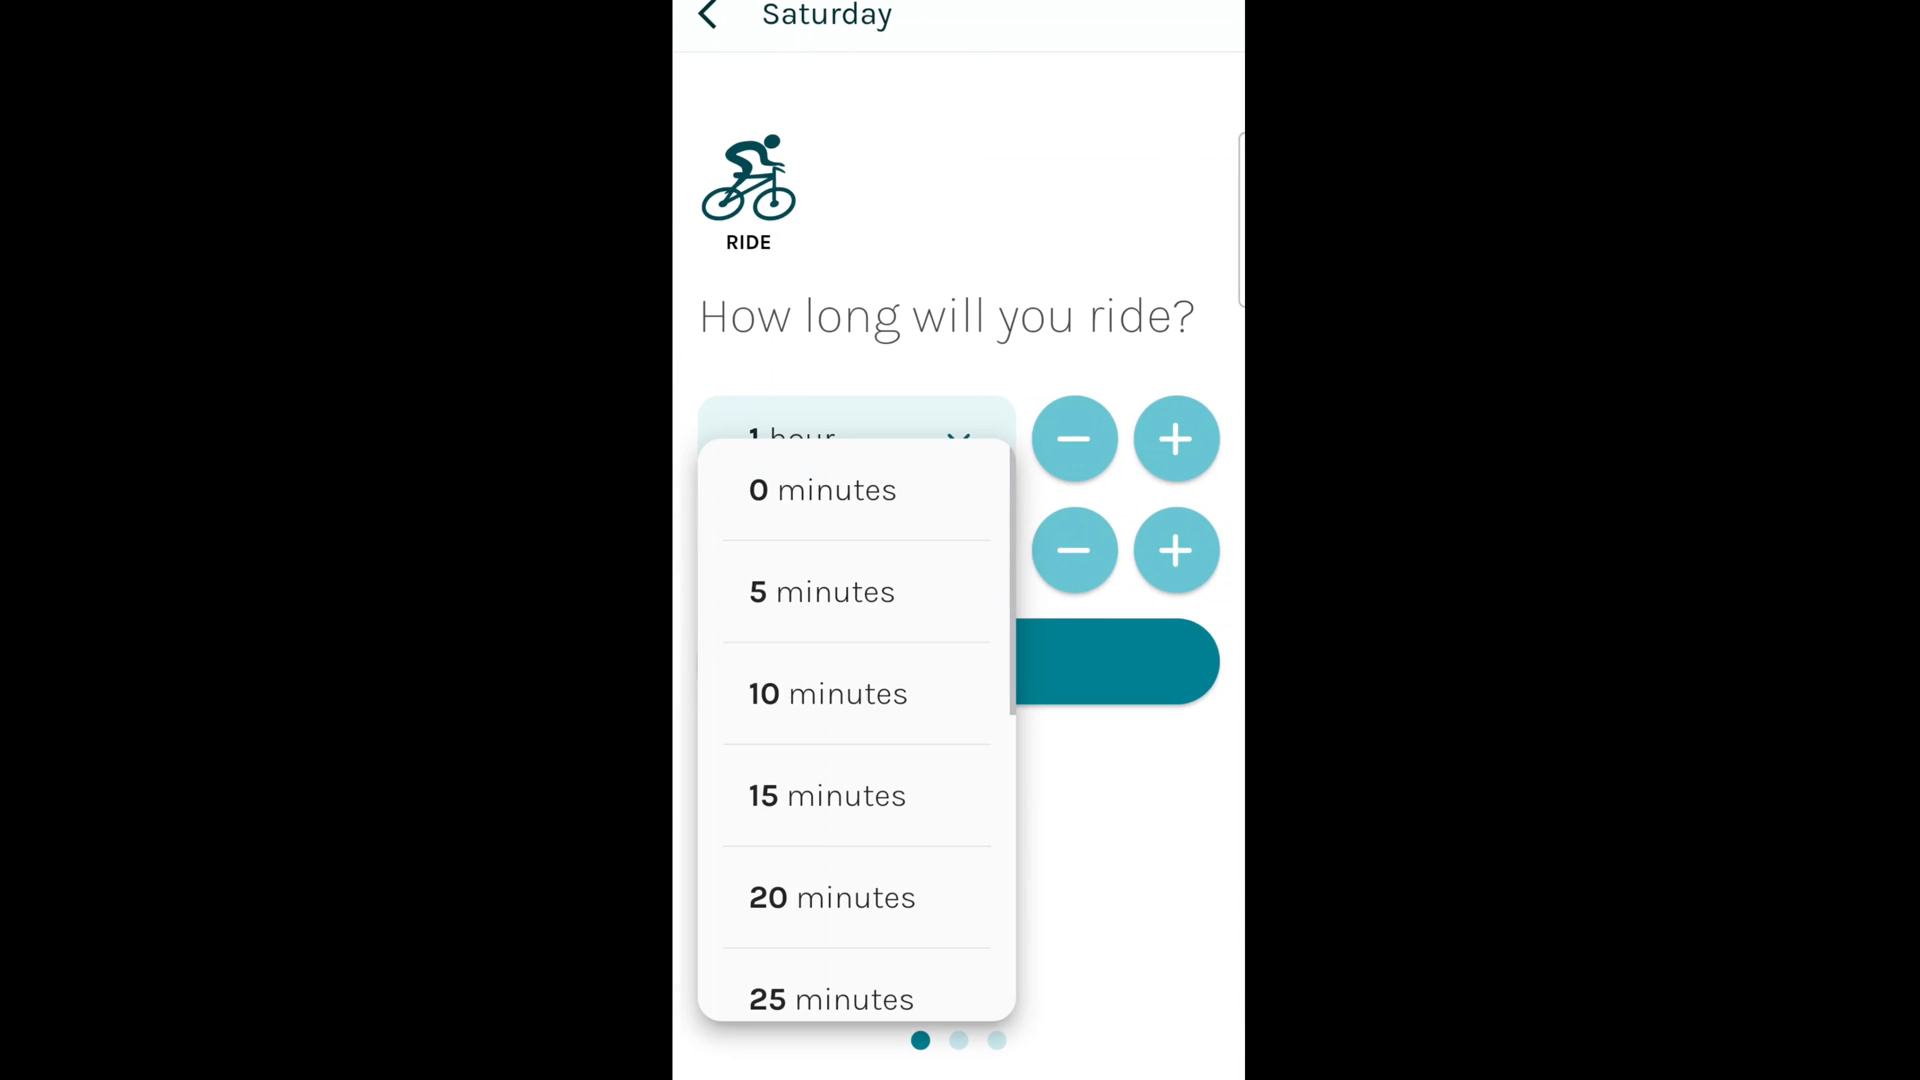 Saturday
RIDE
How long will you ride?
1 hour
0 minutes
5 minutes
10 minutes
15 minutes
20 minutes
25 minutes